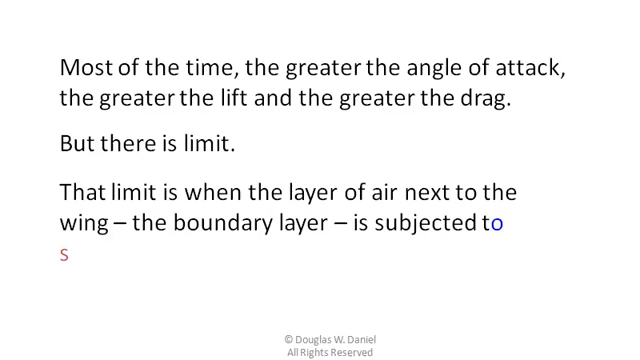 Most of the time, the greater the angle of attack,
the greater the lift and the greater the drag.
But there is limit.
That limit is when the layer of air next to the
wing – the boundary layer – is subjected to
s
© Douglas W. Daniel
All Rights Reserved